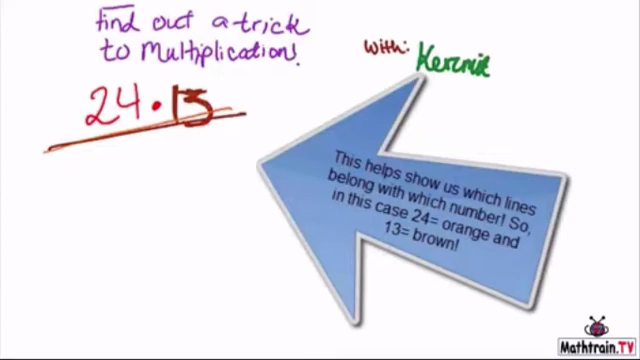 Find out a trick
to Multiplication!
with: Kermit
24 • 13
This helps show us which lines
belong with which number! So,
in this case 24= orange and
13= brown!
Mathtrain.TV